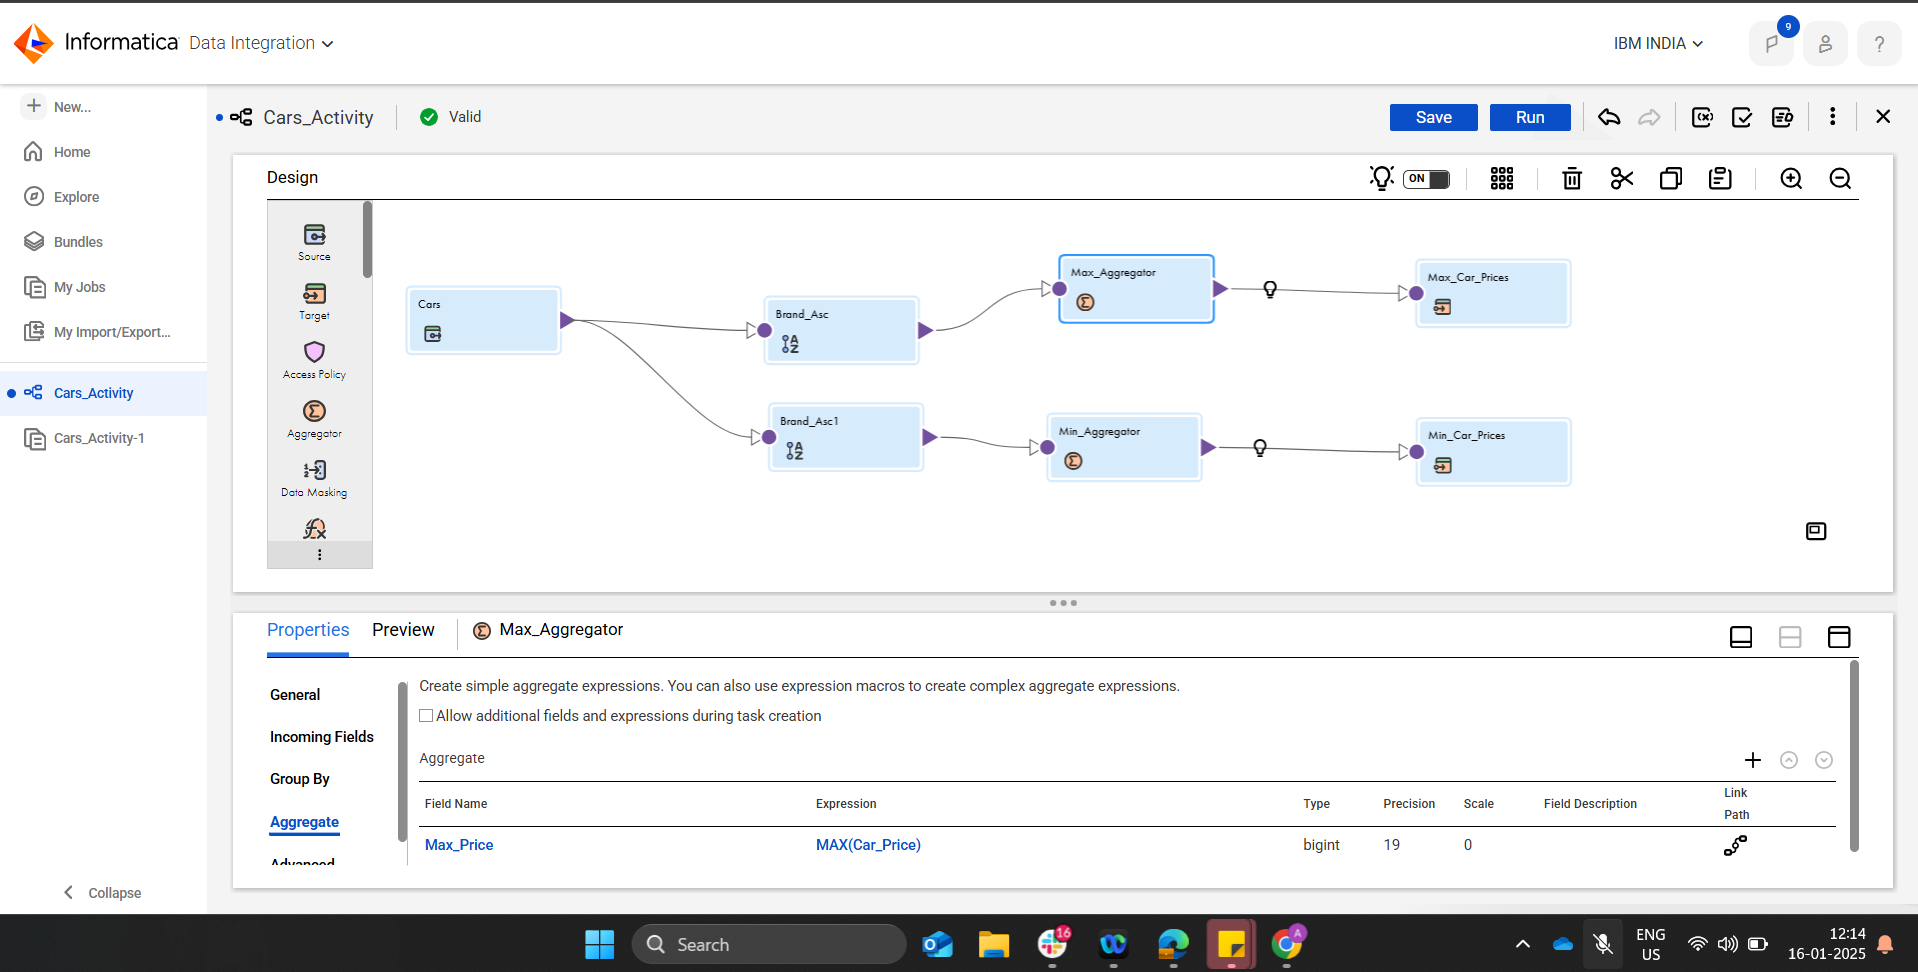 Informatica Data Integration
IBM INDIA
9
?
New...
Home
Explore
Bundles
My Jobs
My Import/Export...
Cars_Activity
Cars_Activity-1
Collapse
Cars_Activity
Valid
Save
Run
Design
ON
Source
Target
Access Policy
Aggregator
Data Masking
Cars
Brand_Asc
Brand_Asc1
Max_Aggregator
Min_Aggregator
Max_Car_Prices
Min_Car_Prices
Properties Preview Max_Aggregator
General
Incoming Fields
Group By
Aggregate
Advanced
Create simple aggregate expressions. You can also use expression macros to create complex aggregate expressions.
Allow additional fields and expressions during task creation
Aggregate
Field Name Expression Type Precision Scale Field Description Link Path
Max_Price MAX(Car_Price) bigint 19 0
Search
16
A
ENG
US
12:14
16-01-2025